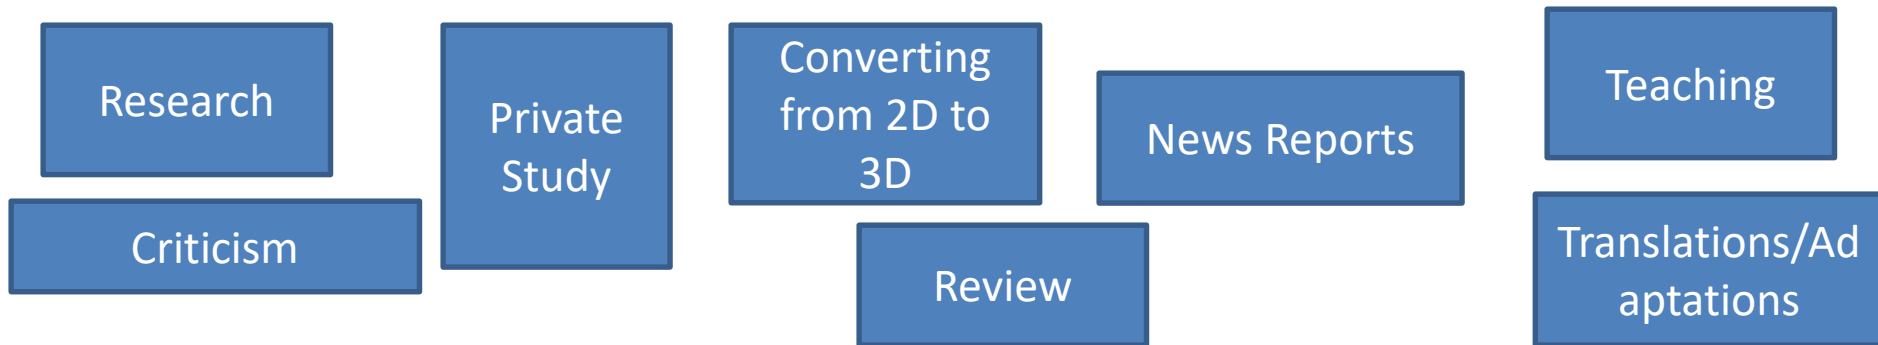 Research
Criticism
Private
Study
Converting
from 2D to
3D
Review
News Reports
Teaching
Translations/Ad
aptations